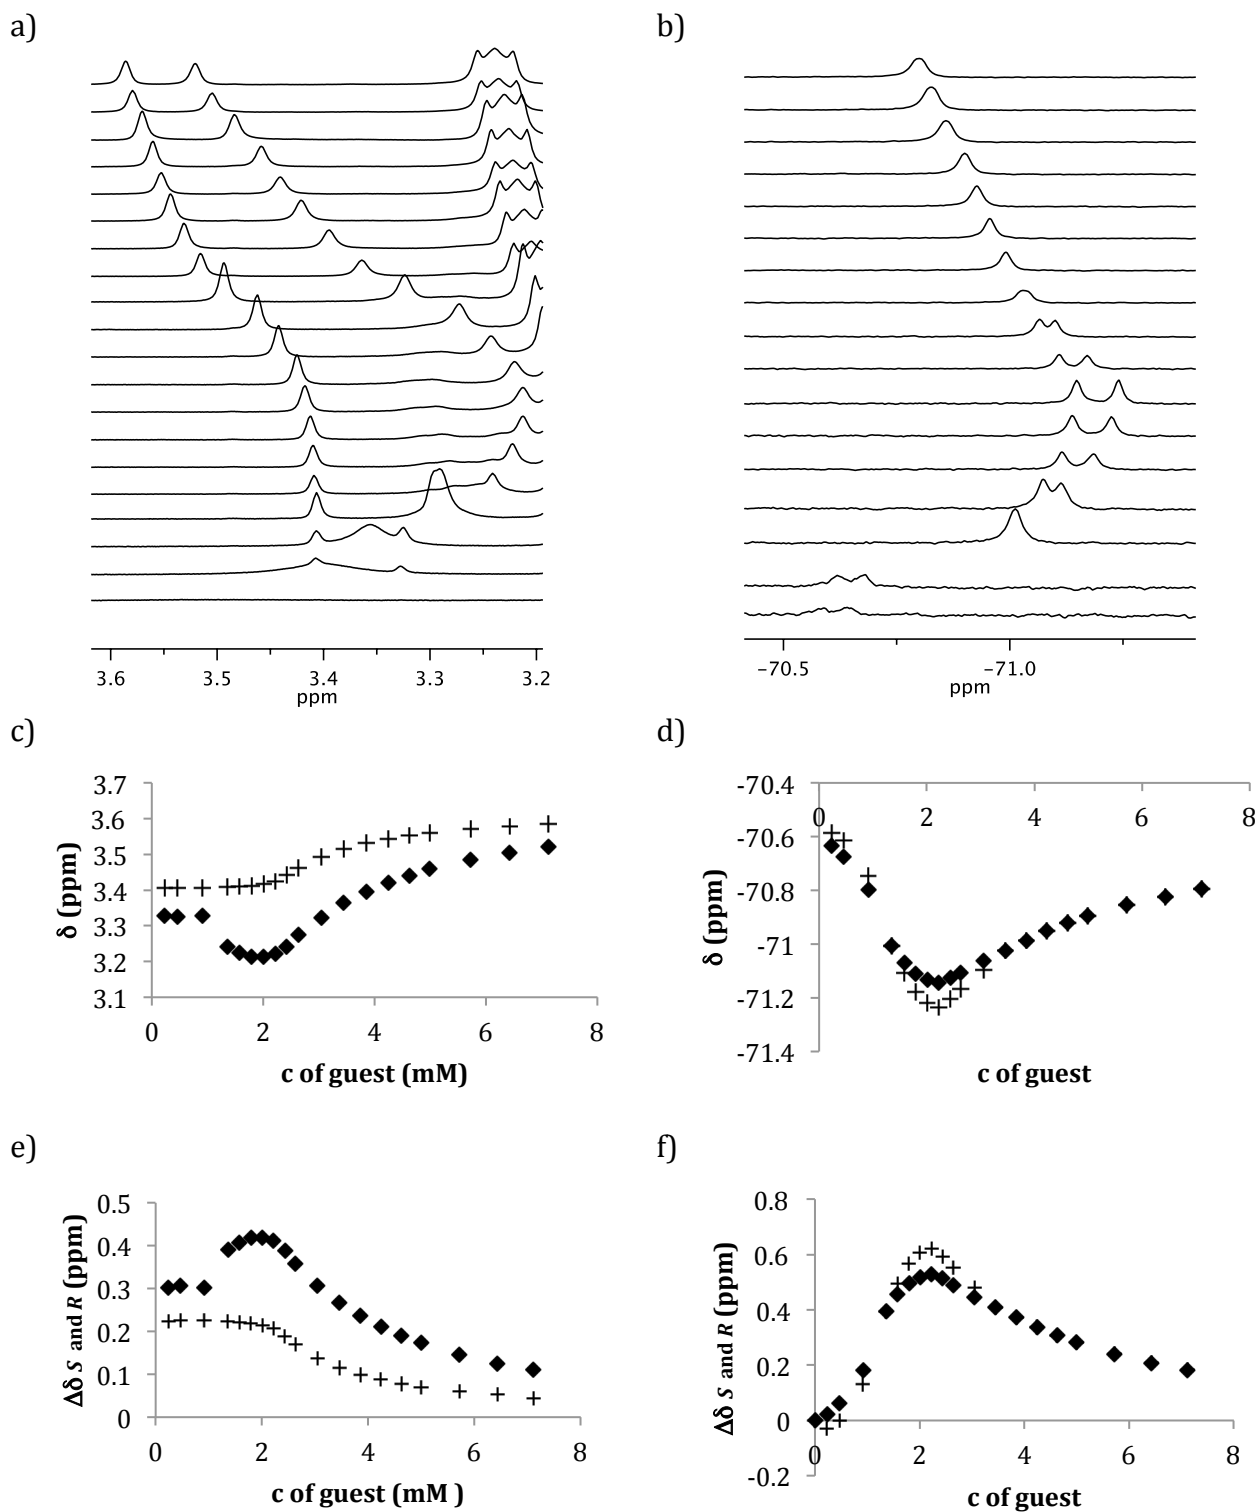 a)
b)
3.6 3.5 3.4 3.3 3.2
ppm
−70.5 −71.0
ppm
c)
d)
3.7
3.6
3.5
3.4
3.3
3.2
3.1
δ (ppm)
0 2 4 6 8
c of guest (mM)
-70.4
-70.6
-70.8
-71
-71.2
-71.4
δ (ppm)
0 2 4 6 8
c of guest
e)
f)
0.5
0.4
0.3
0.2
0.1
0
Δδ S and R (ppm)
0 2 4 6 8
c of guest (mM )
0.8
0.6
0.4
0.2
0
-0.2
Δδ S and R (ppm)
0 2 4 6 8
c of guest